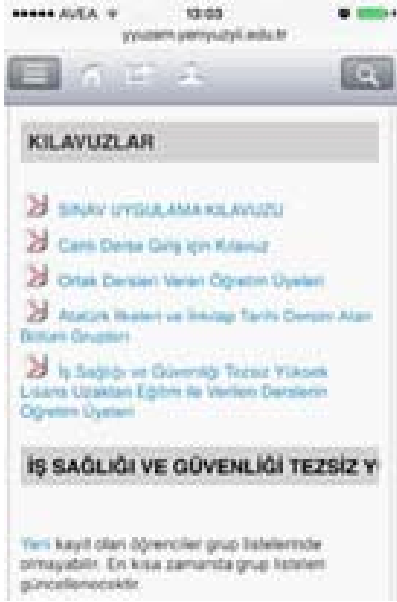 AVEA 13:03
yyuzem.yeniyuzyil.edu.tr
KILAVUZLAR
SINAV UYGULAMA KILAVUZU
Canlı Derse Giriş için Kılavuz
Ortak Dersleri Veren Öğretim Üyeleri
Atatürk İlkeleri ve İnkılap Tarihi Dersini Alan
Bölüm Grupları
İş Sağlığı ve Güvenliği Tezsiz Yüksek
Lisans Uzaktan Eğitim ile Verilen Derslerin
Öğretim Üyeleri
İŞ SAĞLIĞI VE GÜVENLİĞİ TEZSİZ Y
Yeni kayıt olan öğrenciler grup listelerinde
olmayabilir. En kısa zamanda grup listeleri
güncellenecektir.